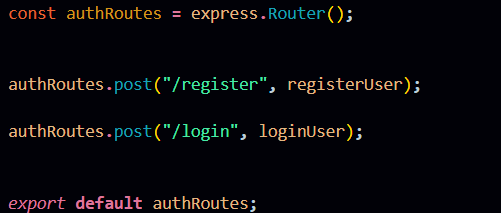 const authRoutes = express.Router();
authRoutes.post("/register", registerUser);
authRoutes.post("/login", loginUser);
export default authRoutes;